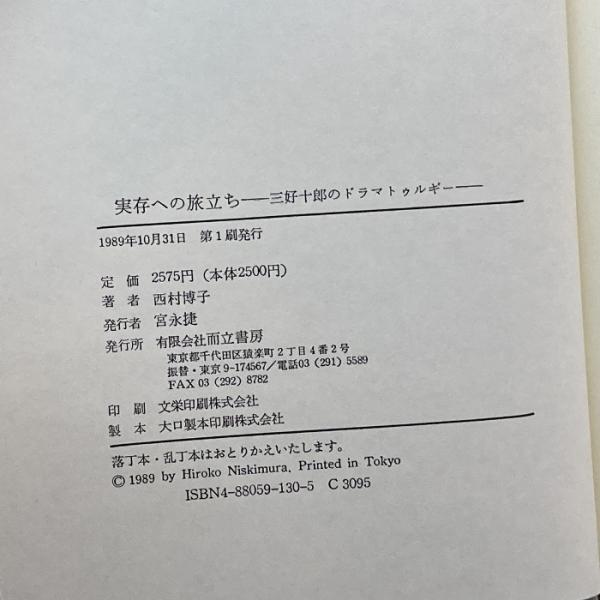 実存への旅立ち——三好十郎のドラマトゥルギー——
1989年10月31日 第1刷発行
定 価 2575円（本体2500円）
著 者 西村博子
発行者 宮永捷
発行所 有限会社而立書房
東京都千代田区猿楽町2丁目4番2号
振替・東京9-174567／電話03 (291) 5589
FAX 03 (292) 8782
印 刷 文栄印刷株式会社
製 本 大口製本印刷株式会社
落丁本・乱丁本はおとりかえいたします。
© 1989 by Hiroko Niskimura, Printed in Tokyo
ISBN4-88059-130-5 C 3095